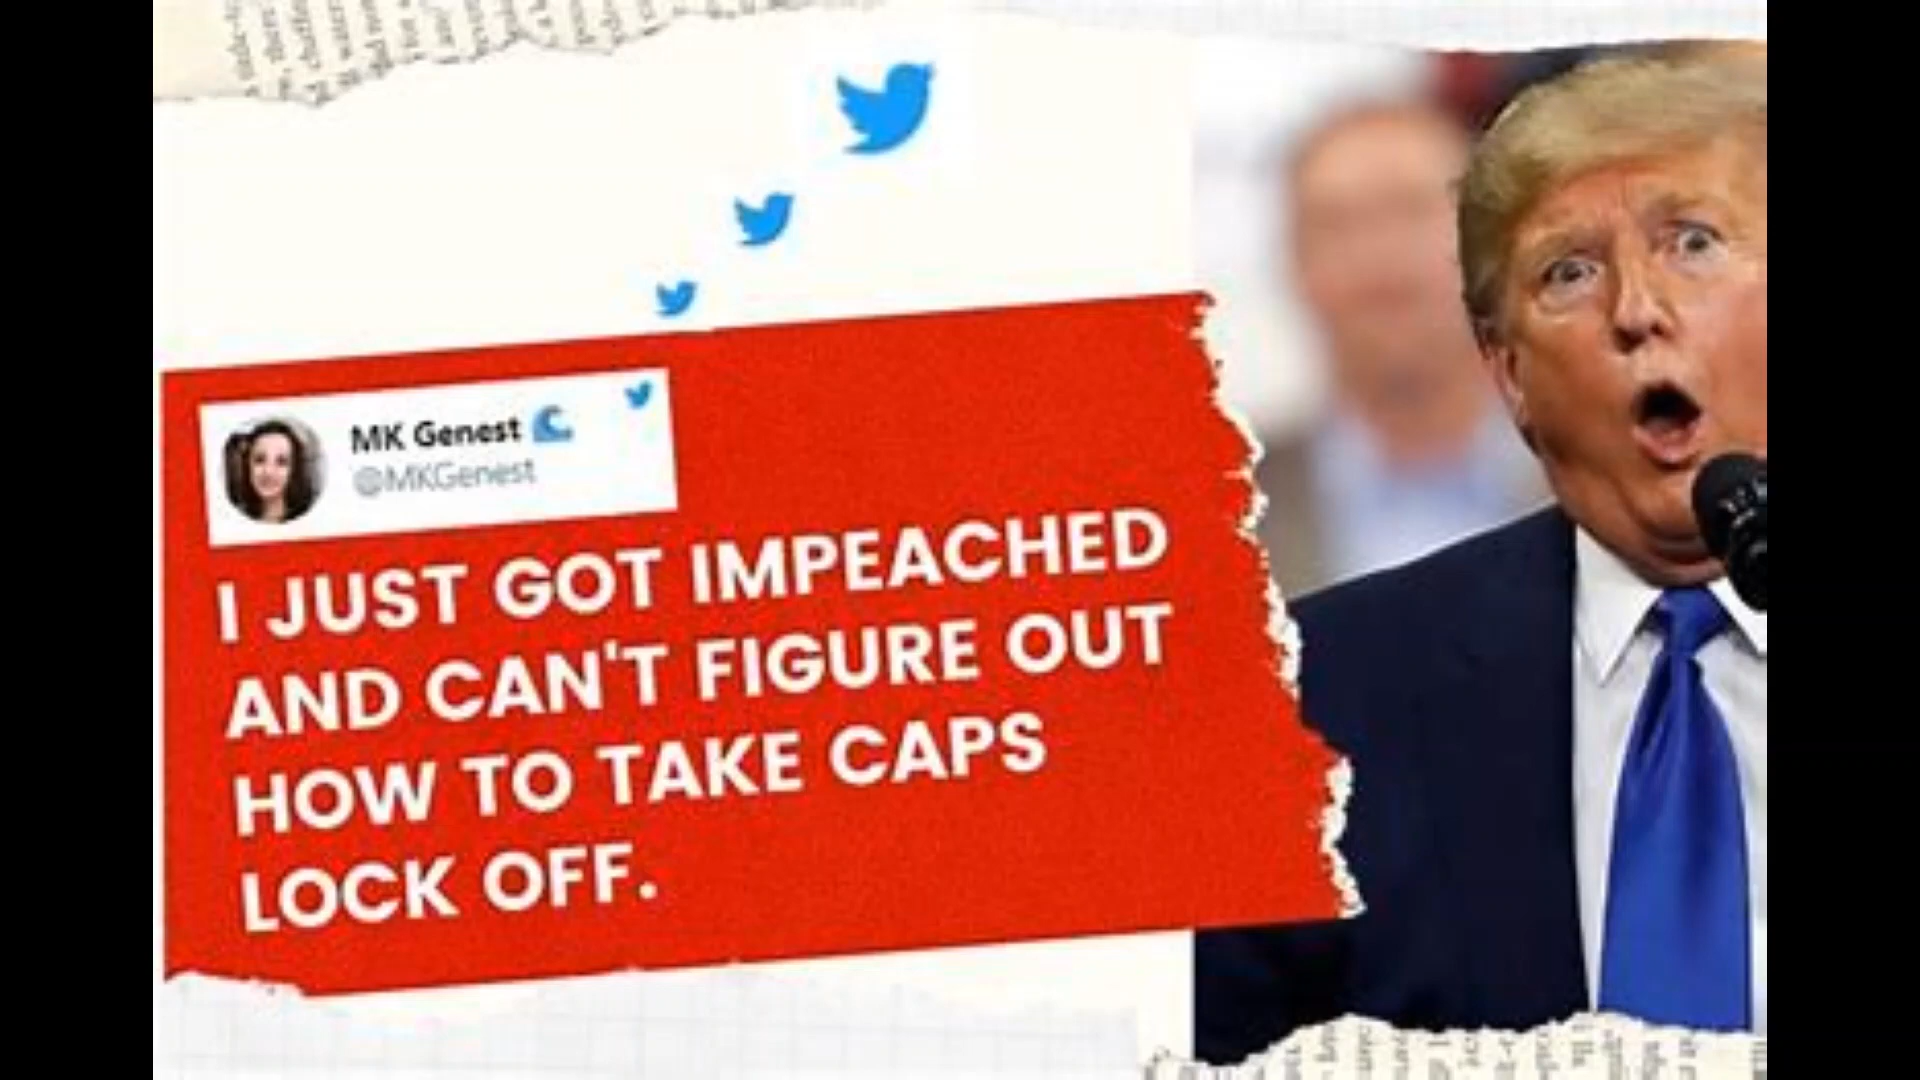 MK Genest
@MKGenest
I JUST GOT IMPEACHED
AND CAN'T FIGURE OUT
HOW TO TAKE CAPS
LOCK OFF.